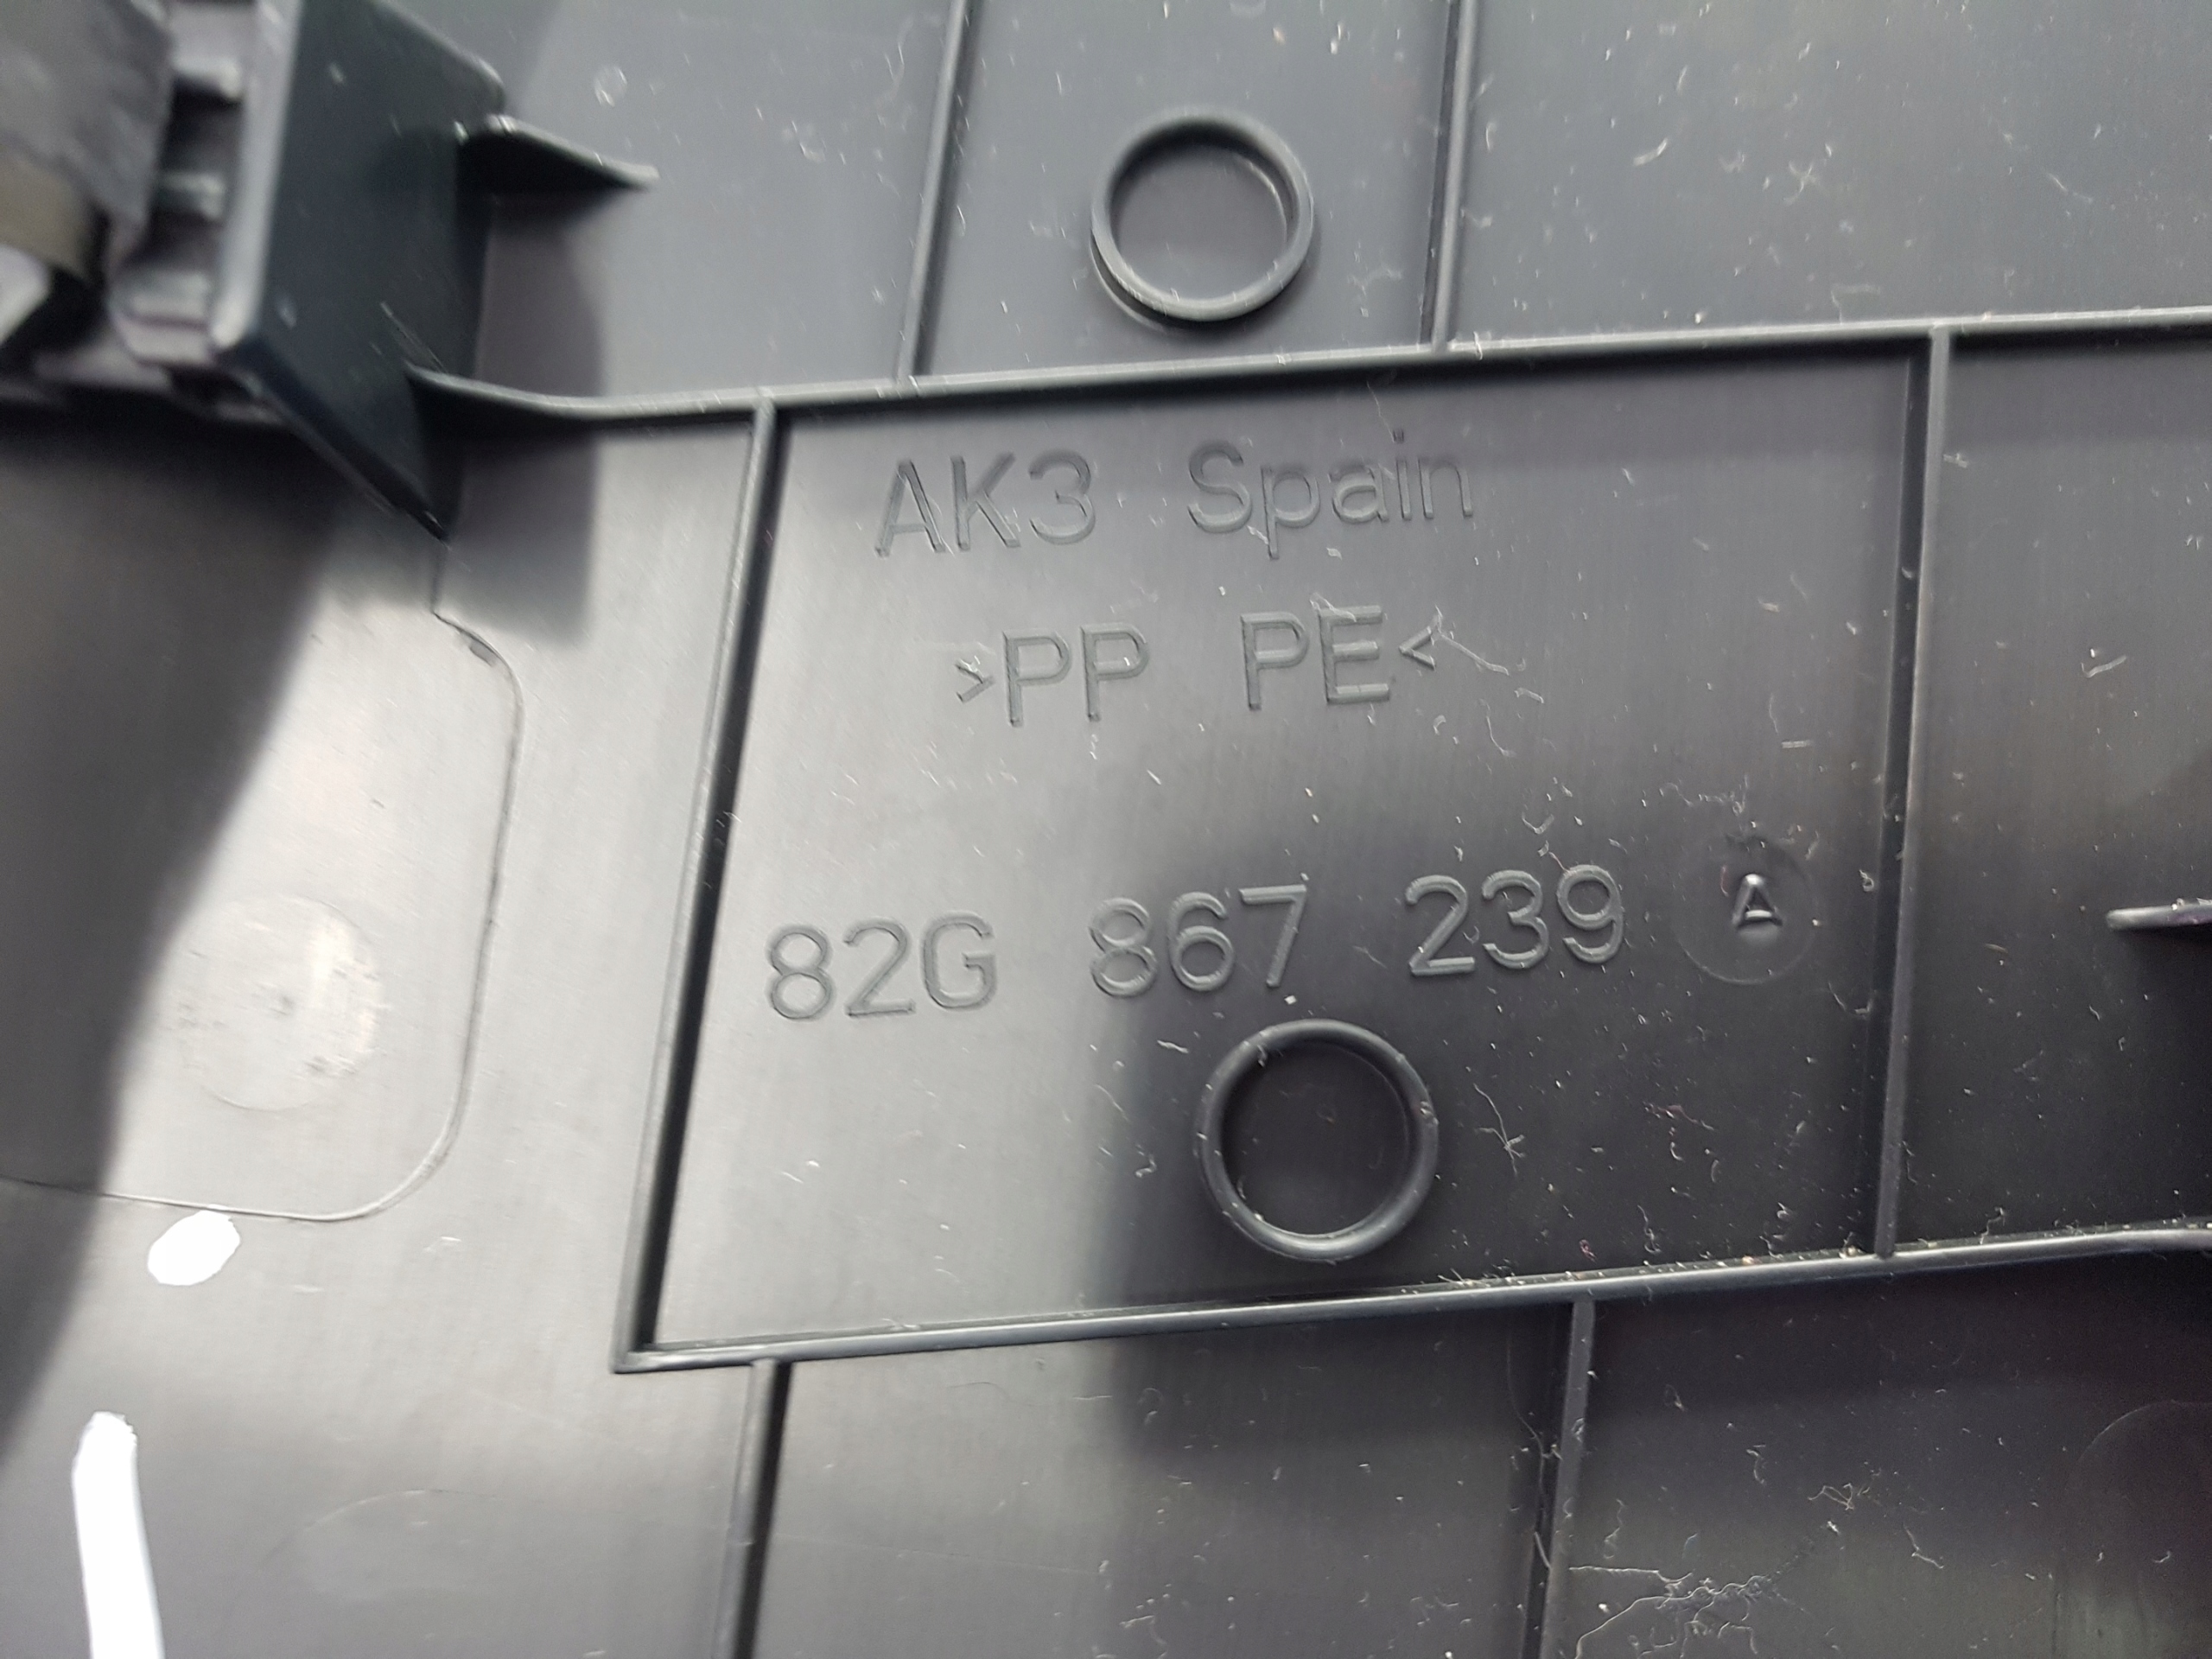 AK3 Spain
>PP PE<
82G 867 239 A